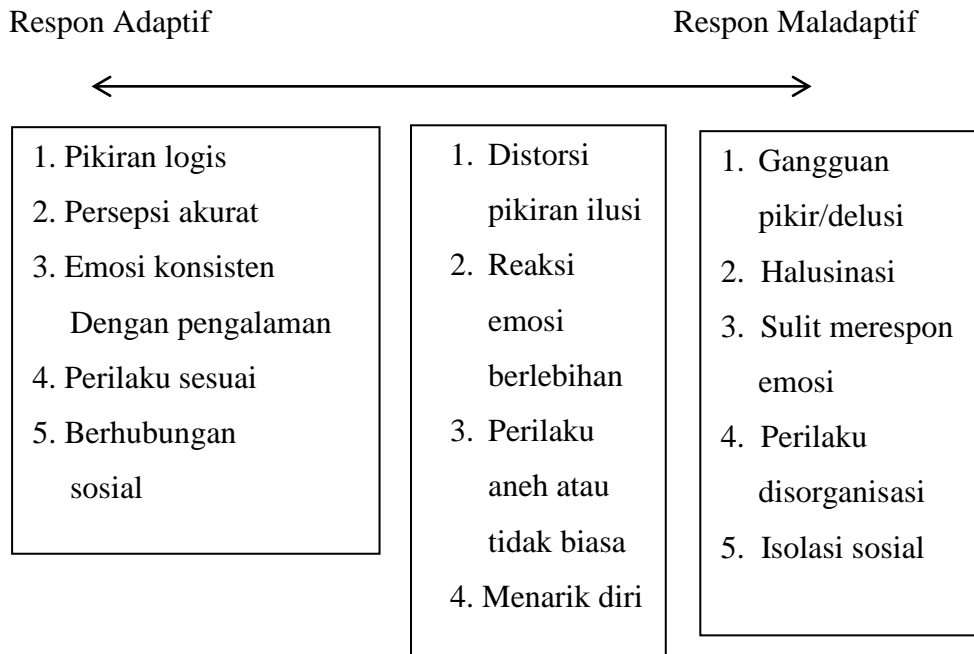 Respon Adaptif
Respon Maladaptif
1. Pikiran logis
2. Persepsi akurat
3. Emosi konsisten
Dengan pengalaman
4. Perilaku sesuai
5. Berhubungan
sosial
1. Distorsi
pikiran ilusi
2. Reaksi
emosi
berlebihan
3. Perilaku
aneh atau
tidak biasa
4. Menarik diri
1. Gangguan
pikir/delusi
2. Halusinasi
3. Sulit merespon
emosi
4. Perilaku
disorganisasi
5. Isolasi sosial